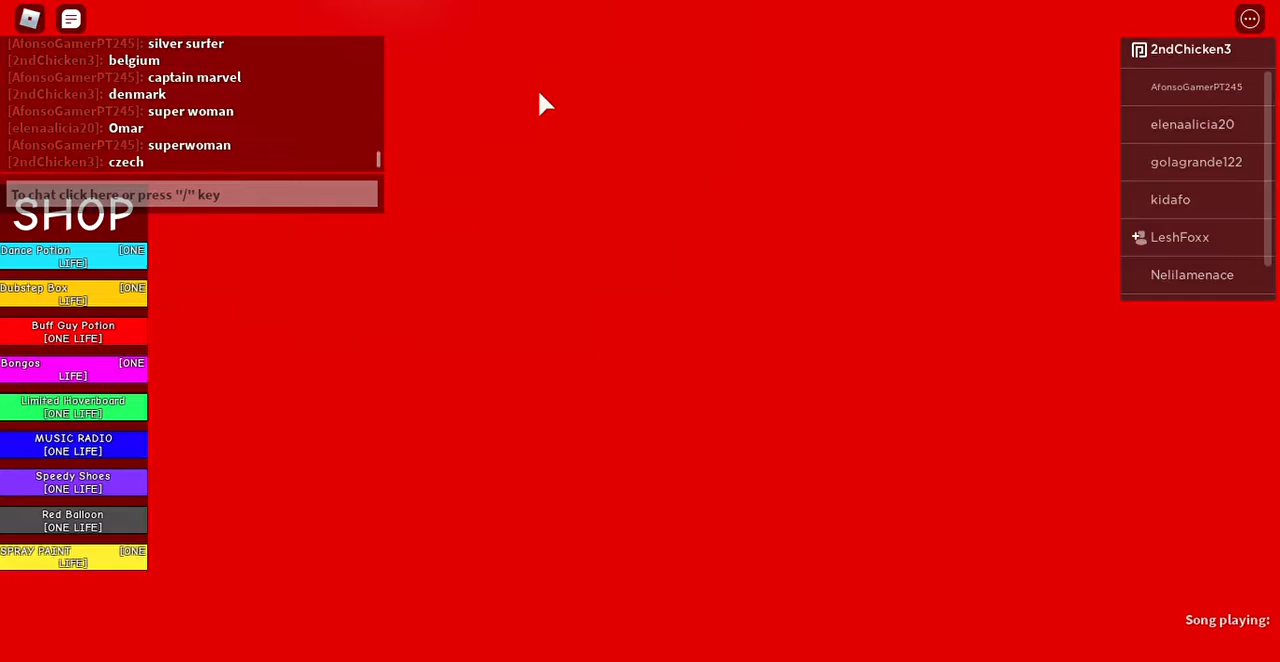 [AfonsoGamerPT245]: silver surfer
[2ndChicken3]: belgium
[AfonsoGamerPT245]: captain marvel
[2ndChicken3]: denmark
[AfonsoGamerPT245]: super woman
[elenaalicia20]: Omar
[AfonsoGamerPT245]: superwoman
[2ndChicken3]: czech
To chat click here or press "/" key
SHOP
Dance Potion [ONE
LIFE]
Dubstep Box [ONE
LIFE]
Buff Guy Potion
[ONE LIFE]
Bongos [ONE
LIFE]
Limited Hoverboard
[ONE LIFE]
MUSIC RADIO
[ONE LIFE]
Speedy Shoes
[ONE LIFE]
Red Balloon
[ONE LIFE]
SPRAY PAINT [ONE
LIFE]
2ndChicken3
AfonsoGamerPT245
elenaalicia20
golagrande122
kidafo
LeshFoxx
Nelilamenace
Song playing: